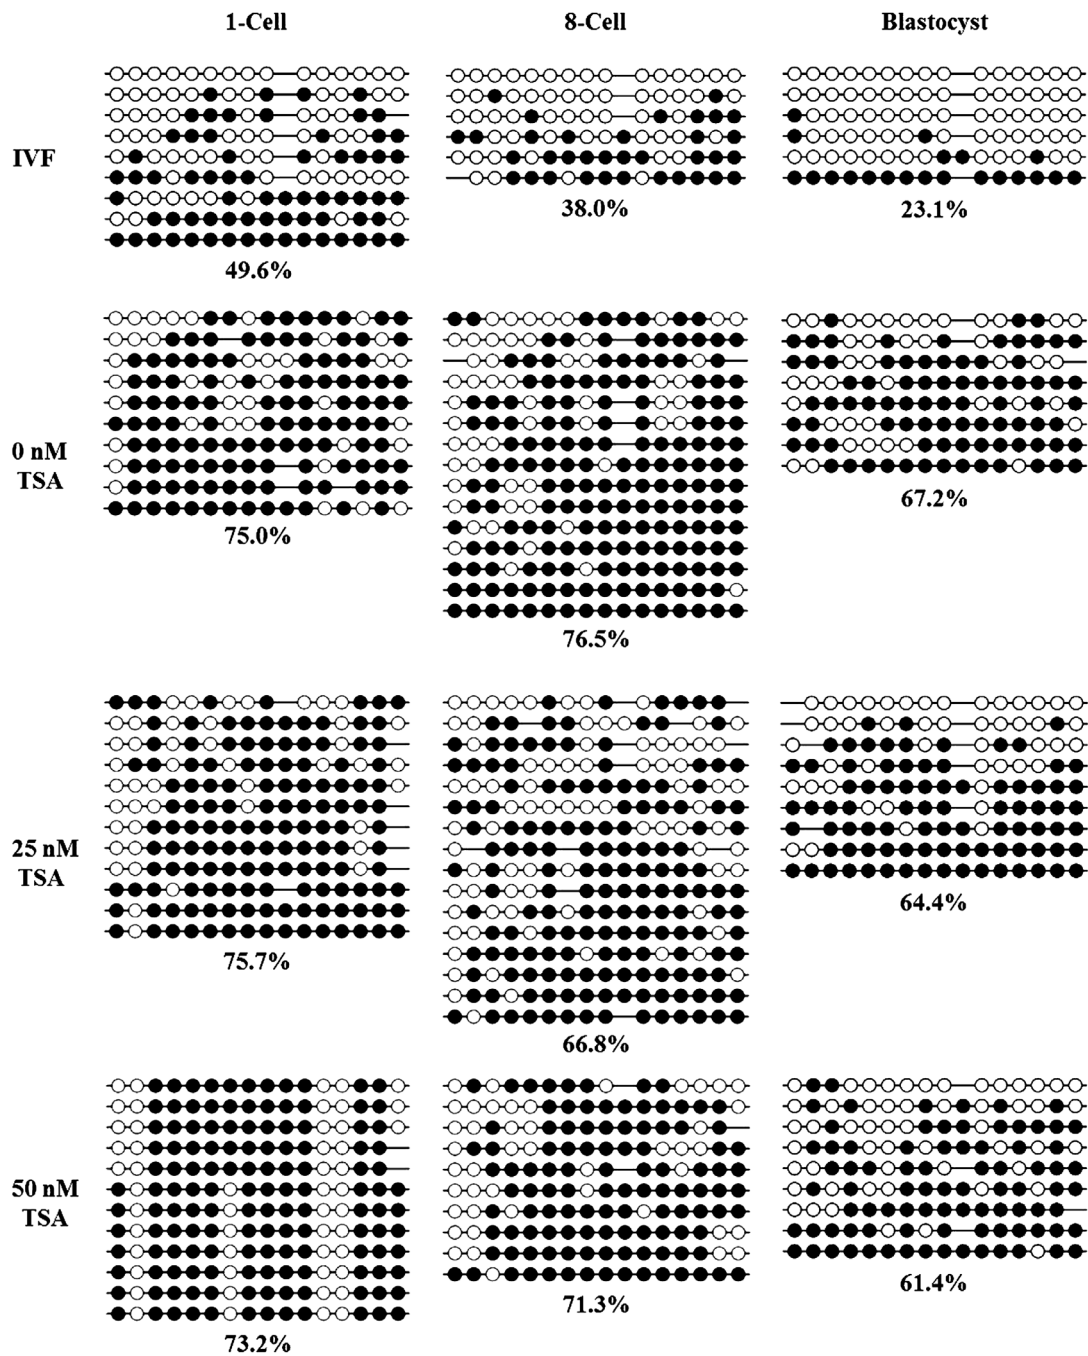 1-Cell 8-Cell Blastocyst
IVF
49.6% 38.0% 23.1%
0 nM
TSA
75.0% 76.5% 67.2%
25 nM
TSA
75.7% 66.8% 64.4%
50 nM
TSA
73.2% 71.3% 61.4%